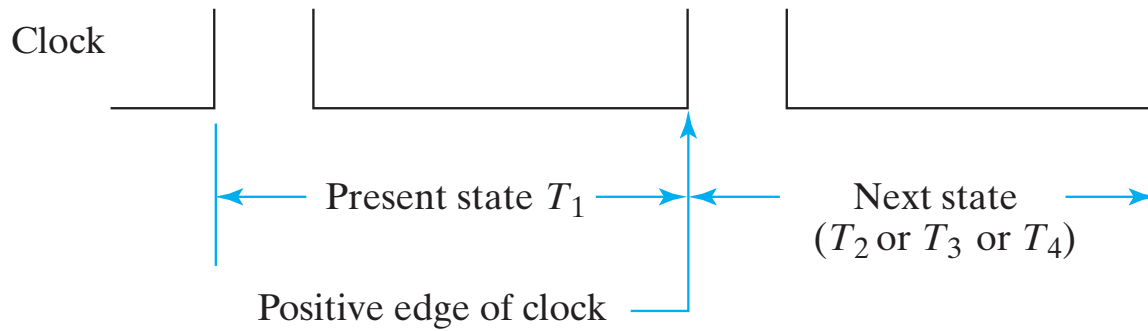 Clock
Present state T1
Next state
(T2 or T3 or T4)
Positive edge of clock